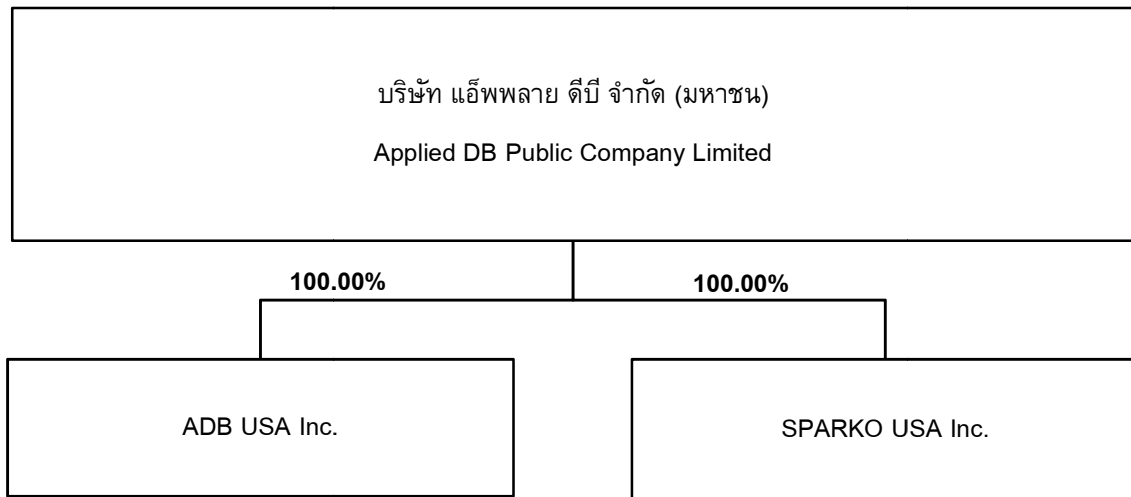 บริษัท แอ็พพลาย ดีบี จำกัด (มหาชน)
Applied DB Public Company Limited
100.00%
100.00%
ADB USA Inc.
SPARKO USA Inc.